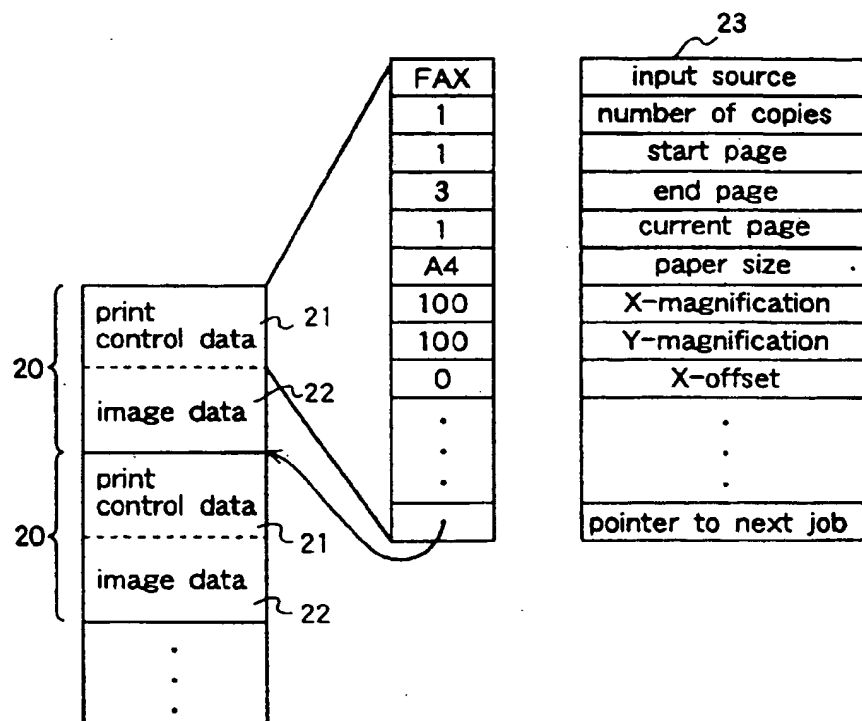 23
FAX input source
1 number of copies
1 start page
3 end page
1 current page
A4 paper size
100 X-magnification
100 Y-magnification
0 X-offset
pointer to next job
20
print
control data 21
image data 22
20
print
control data 21
image data 22